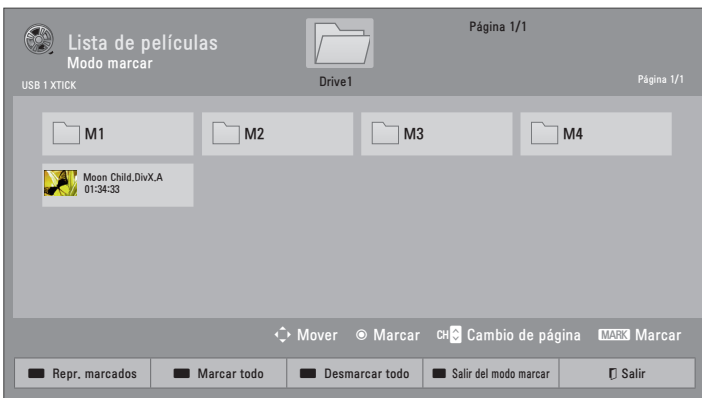 Página 1/1
Lista de películas
Modo marcar
USB 1 XTICK
Drive1
Página 1/1
M1
M2
M3
M4
Moon Child.DivX.A
01:34:33
Mover
Marcar
CH Cambio de página
MARK Marcar
Repr. marcados
Marcar todo
Desmarcar todo
Salir del modo marcar
Salir